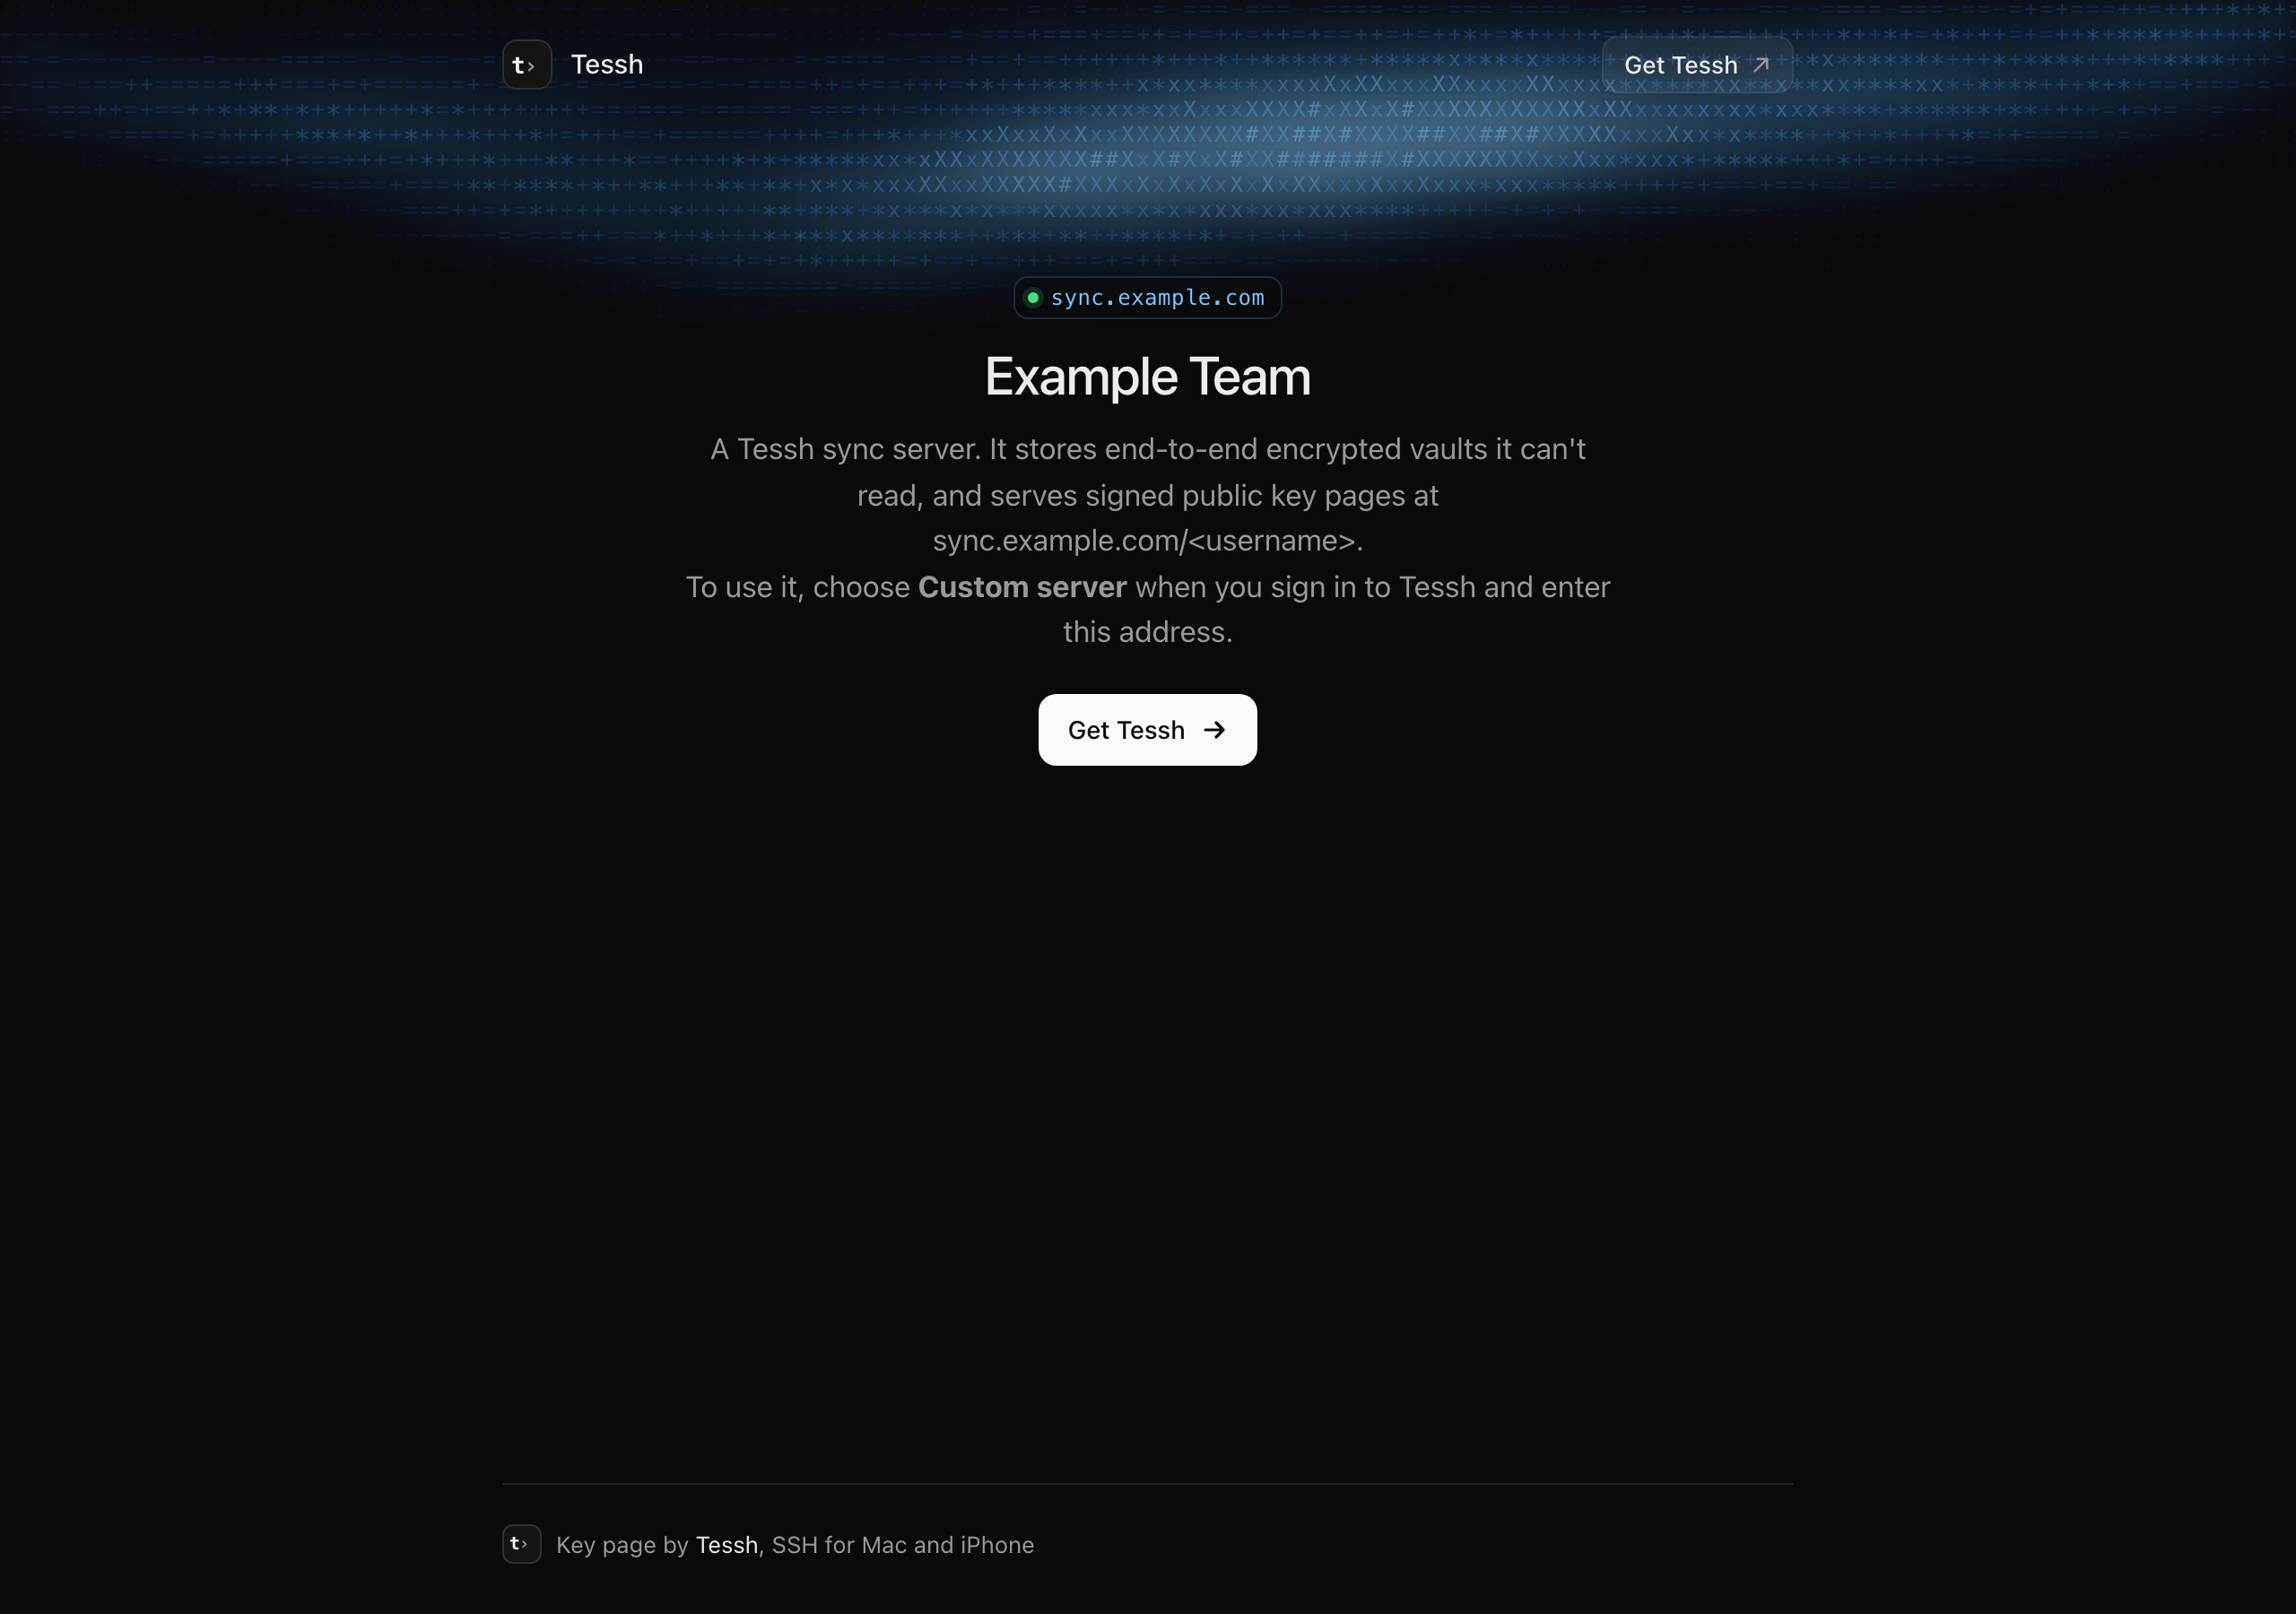 t› Tessh
Get Tessh ↗
sync.example.com
Example Team
A Tessh sync server. It stores end-to-end encrypted vaults it can't
read, and serves signed public key pages at
sync.example.com/<username>.
To use it, choose Custom server when you sign in to Tessh and enter
this address.
Get Tessh →
t› Key page by Tessh, SSH for Mac and iPhone